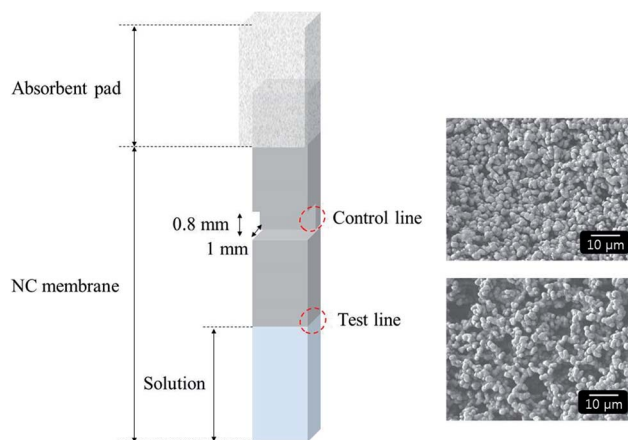 Absorbent pad
0.8 mm
Control line
1 mm
10 µm
NC membrane
Test line
Solution
10 µm